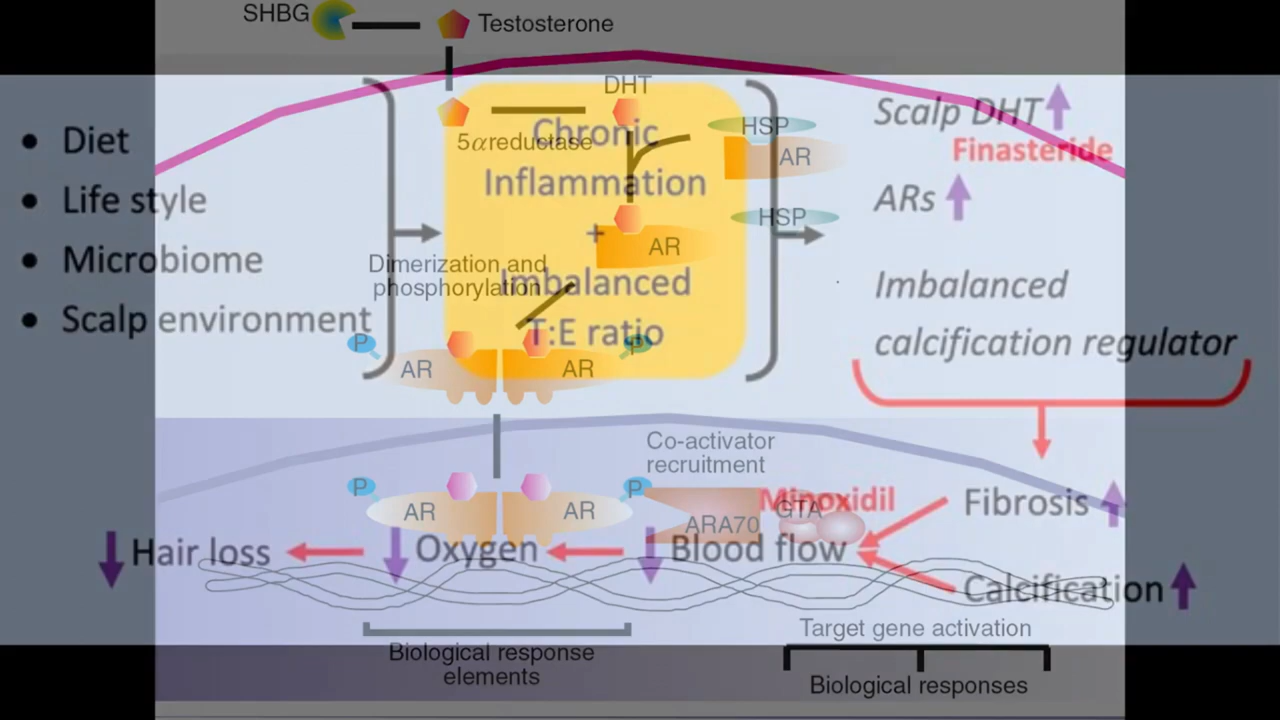 SHBG
Testosterone
DHT
5αreductase
HSP
AR
HSP
AR
Dimerization and
phosphorylation
P
P
AR
AR
Co-activator
recruitment
P
P
AR
AR
ARA70
GTA
Target gene activation
Biological response
elements
Biological responses
• Diet
• Life style
• Microbiome
• Scalp environment
Chronic
Inflammation
+
Imbalanced
T:E ratio
Scalp DHT
Finasteride
ARs
Imbalanced
calcification regulator
Minoxidil
Fibrosis
Hair loss
Oxygen
Blood flow
Calcification